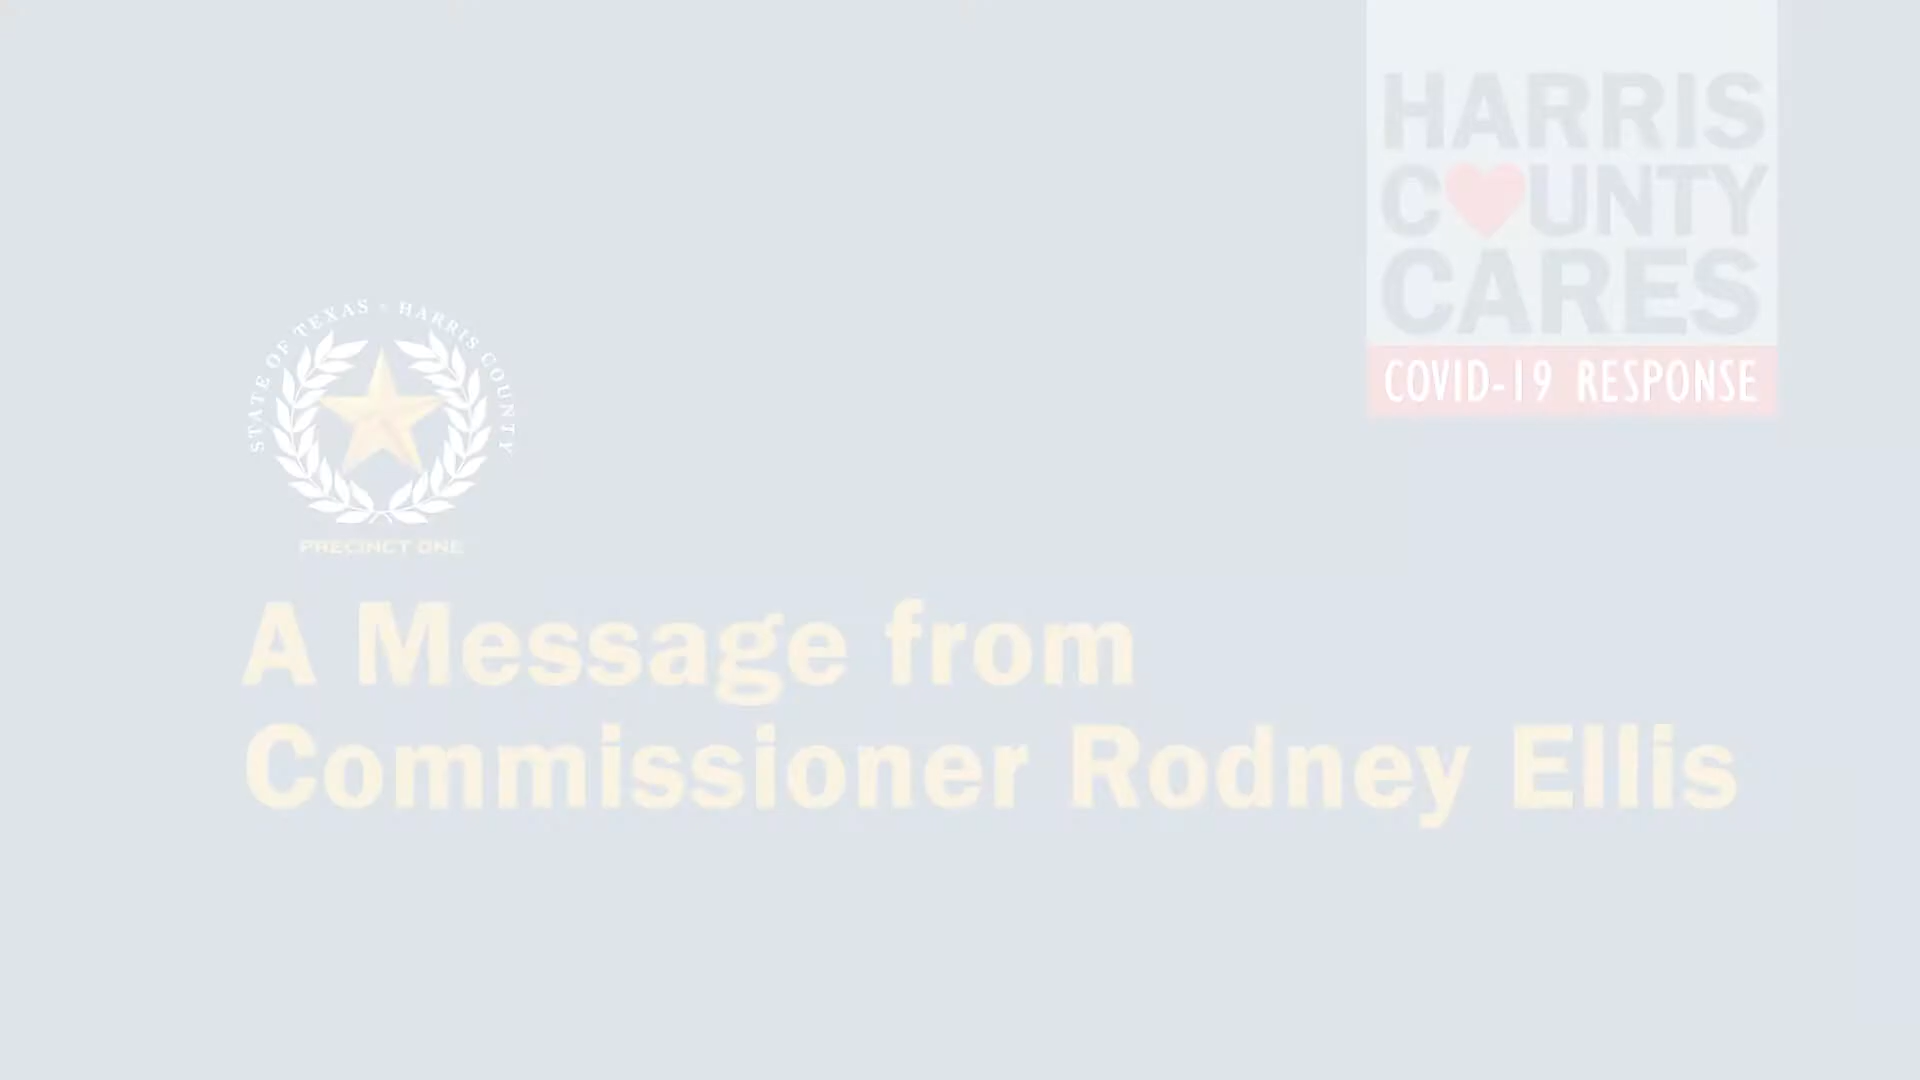 HARRIS
COUNTY
CARES
COVID-19 RESPONSE
STATE OF TEXAS • HARRIS COUNTY
PRECINCT ONE
A Message from
Commissioner Rodney Ellis